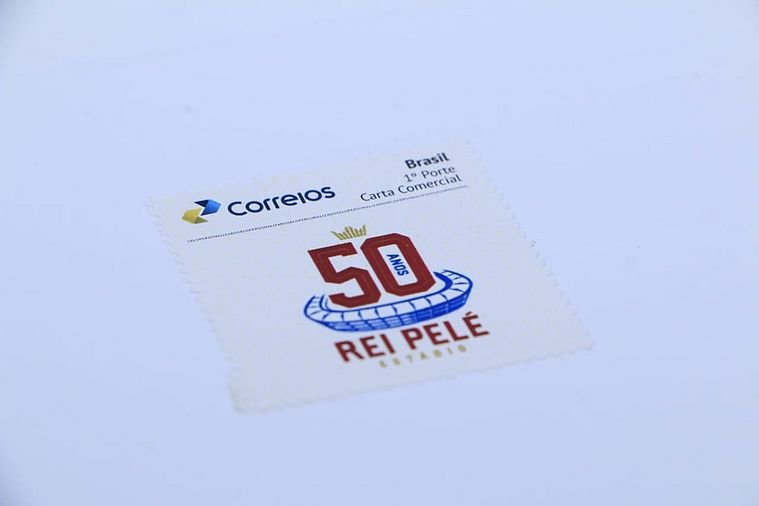 Correios
Brasil
1º Porte
Carta Comercial
50
ANOS
REI PELÉ
ESTÁDIO